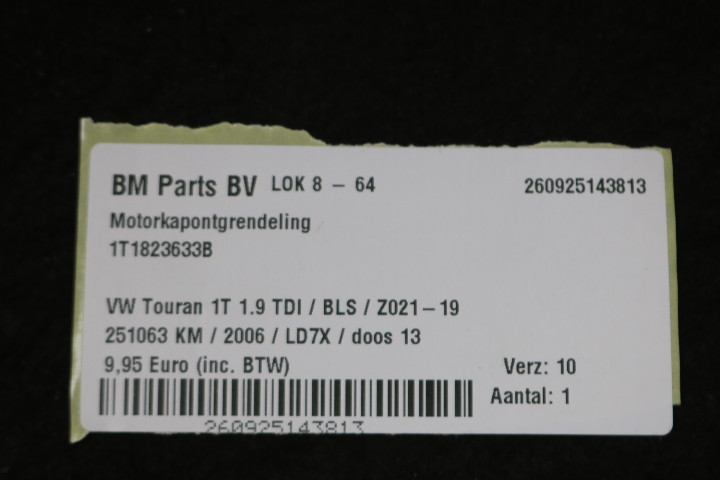 BM Parts BV LOK 8 - 64 260925143813
Motorkapontgrendeling
1T1823633B
VW Touran 1T 1.9 TDI / BLS / Z021-19
251063 KM / 2006 / LD7X / doos 13
9,95 Euro (inc. BTW) Verz: 10
Aantal: 1
260925143813